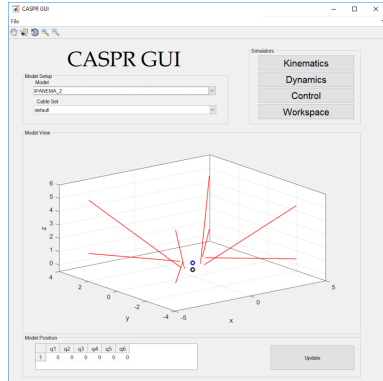 CASPR GUI
File
CASPR GUI
Model Setup
Model
IPANEMA_2
Cable Set
default
Simulators
Kinematics
Dynamics
Control
Workspace
Model View
6
5
4
3
2
1
0
z
4
2
0
-2
-4
y
-5
0
5
x
Model Position
q1 q2 q3 q4 q5 q6
1 0 0 0 0 0 0
Update